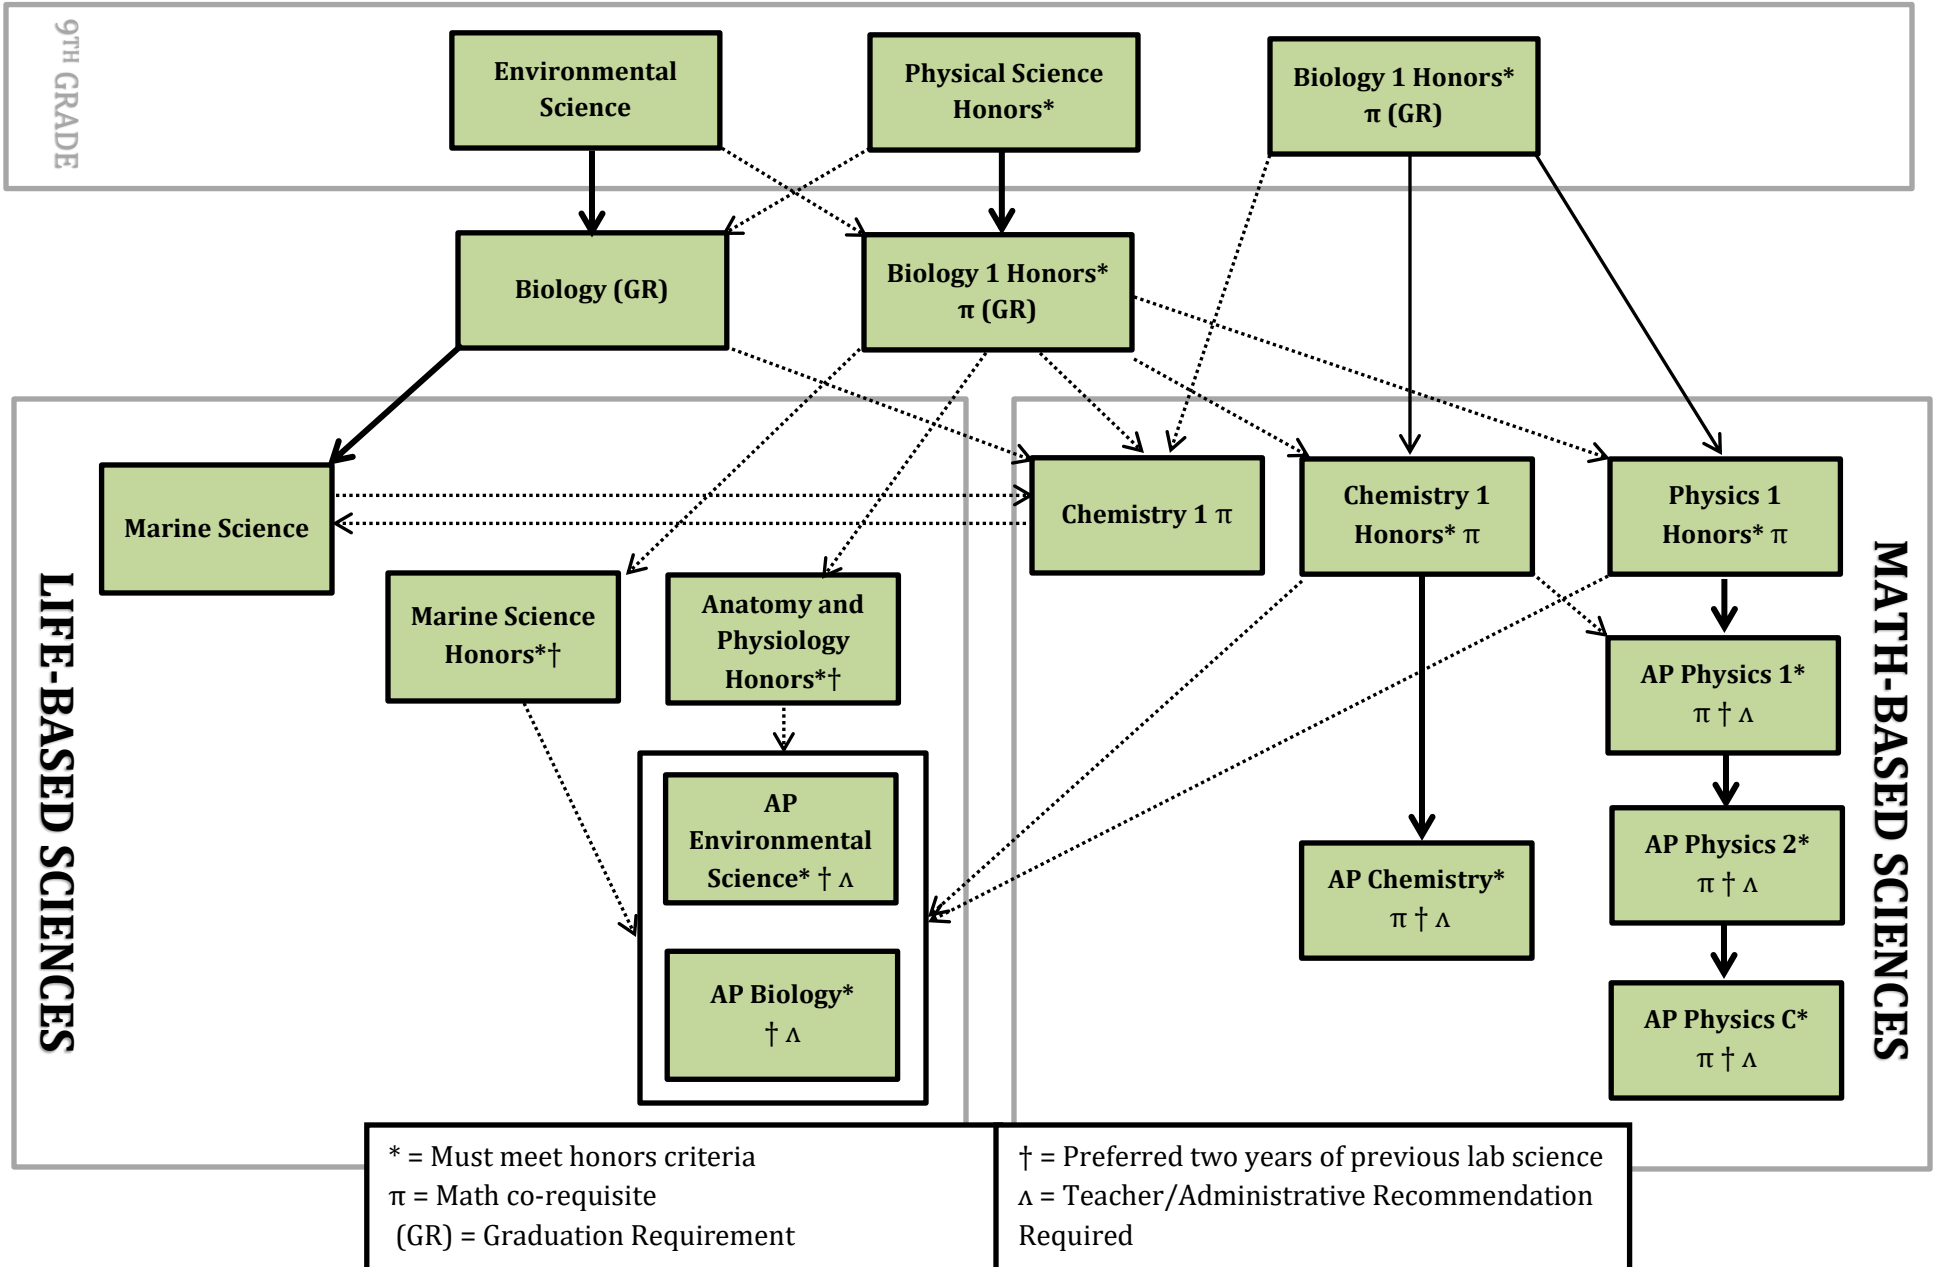 9TH GRADE
Environmental
Science
Physical Science
Honors*
Biology 1 Honors*
π (GR)
Biology (GR)
Biology 1 Honors*
π (GR)
LIFE-BASED SCIENCES
Marine Science
Marine Science
Honors*†
Anatomy and
Physiology
Honors*†
AP
Environmental
Science* † ʌ
AP Biology*
† ʌ
Chemistry 1 π
Chemistry 1
Honors* π
Physics 1
Honors* π
AP Chemistry*
π † ʌ
AP Physics 1*
π † ʌ
AP Physics 2*
π † ʌ
AP Physics C*
π † ʌ
MATH-BASED SCIENCES
* = Must meet honors criteria
π = Math co-requisite
(GR) = Graduation Requirement
† = Preferred two years of previous lab science
ʌ = Teacher/Administrative Recommendation
Required